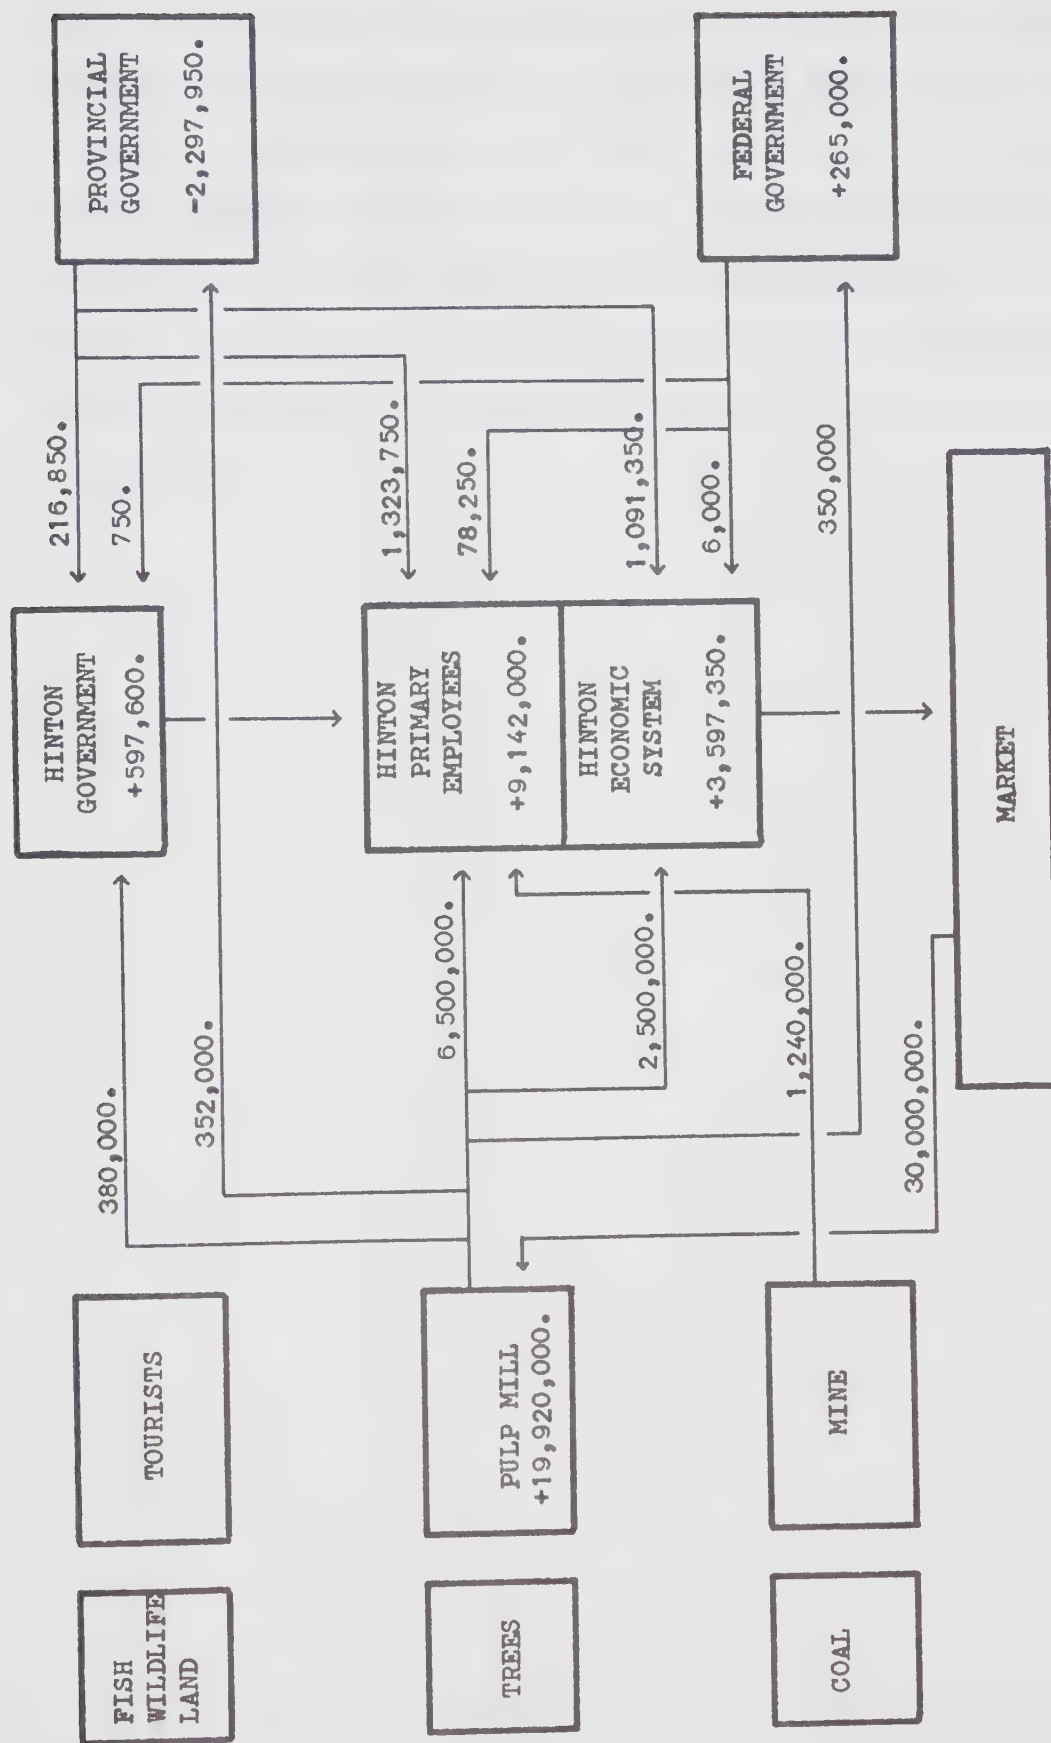 FISH
WILDLIFE
LAND
TOURISTS
380,000.
352,000.
HINTON
GOVERNMENT
+597,600.
216,850.
750.
PROVINCIAL
GOVERNMENT
-2,297,950.
TREES
PULP MILL
+19,920,000.
6,500,000.
2,500,000.
HINTON
PRIMARY
EMPLOYEES
+9,142,000.
HINTON
ECONOMIC
SYSTEM
+3,597,350.
1,323,750.
78,250.
1,091,350.
6,000.
350,000
FEDERAL
GOVERNMENT
+265,000.
COAL
MINE
1,240,000.
30,000,000.
MARKET